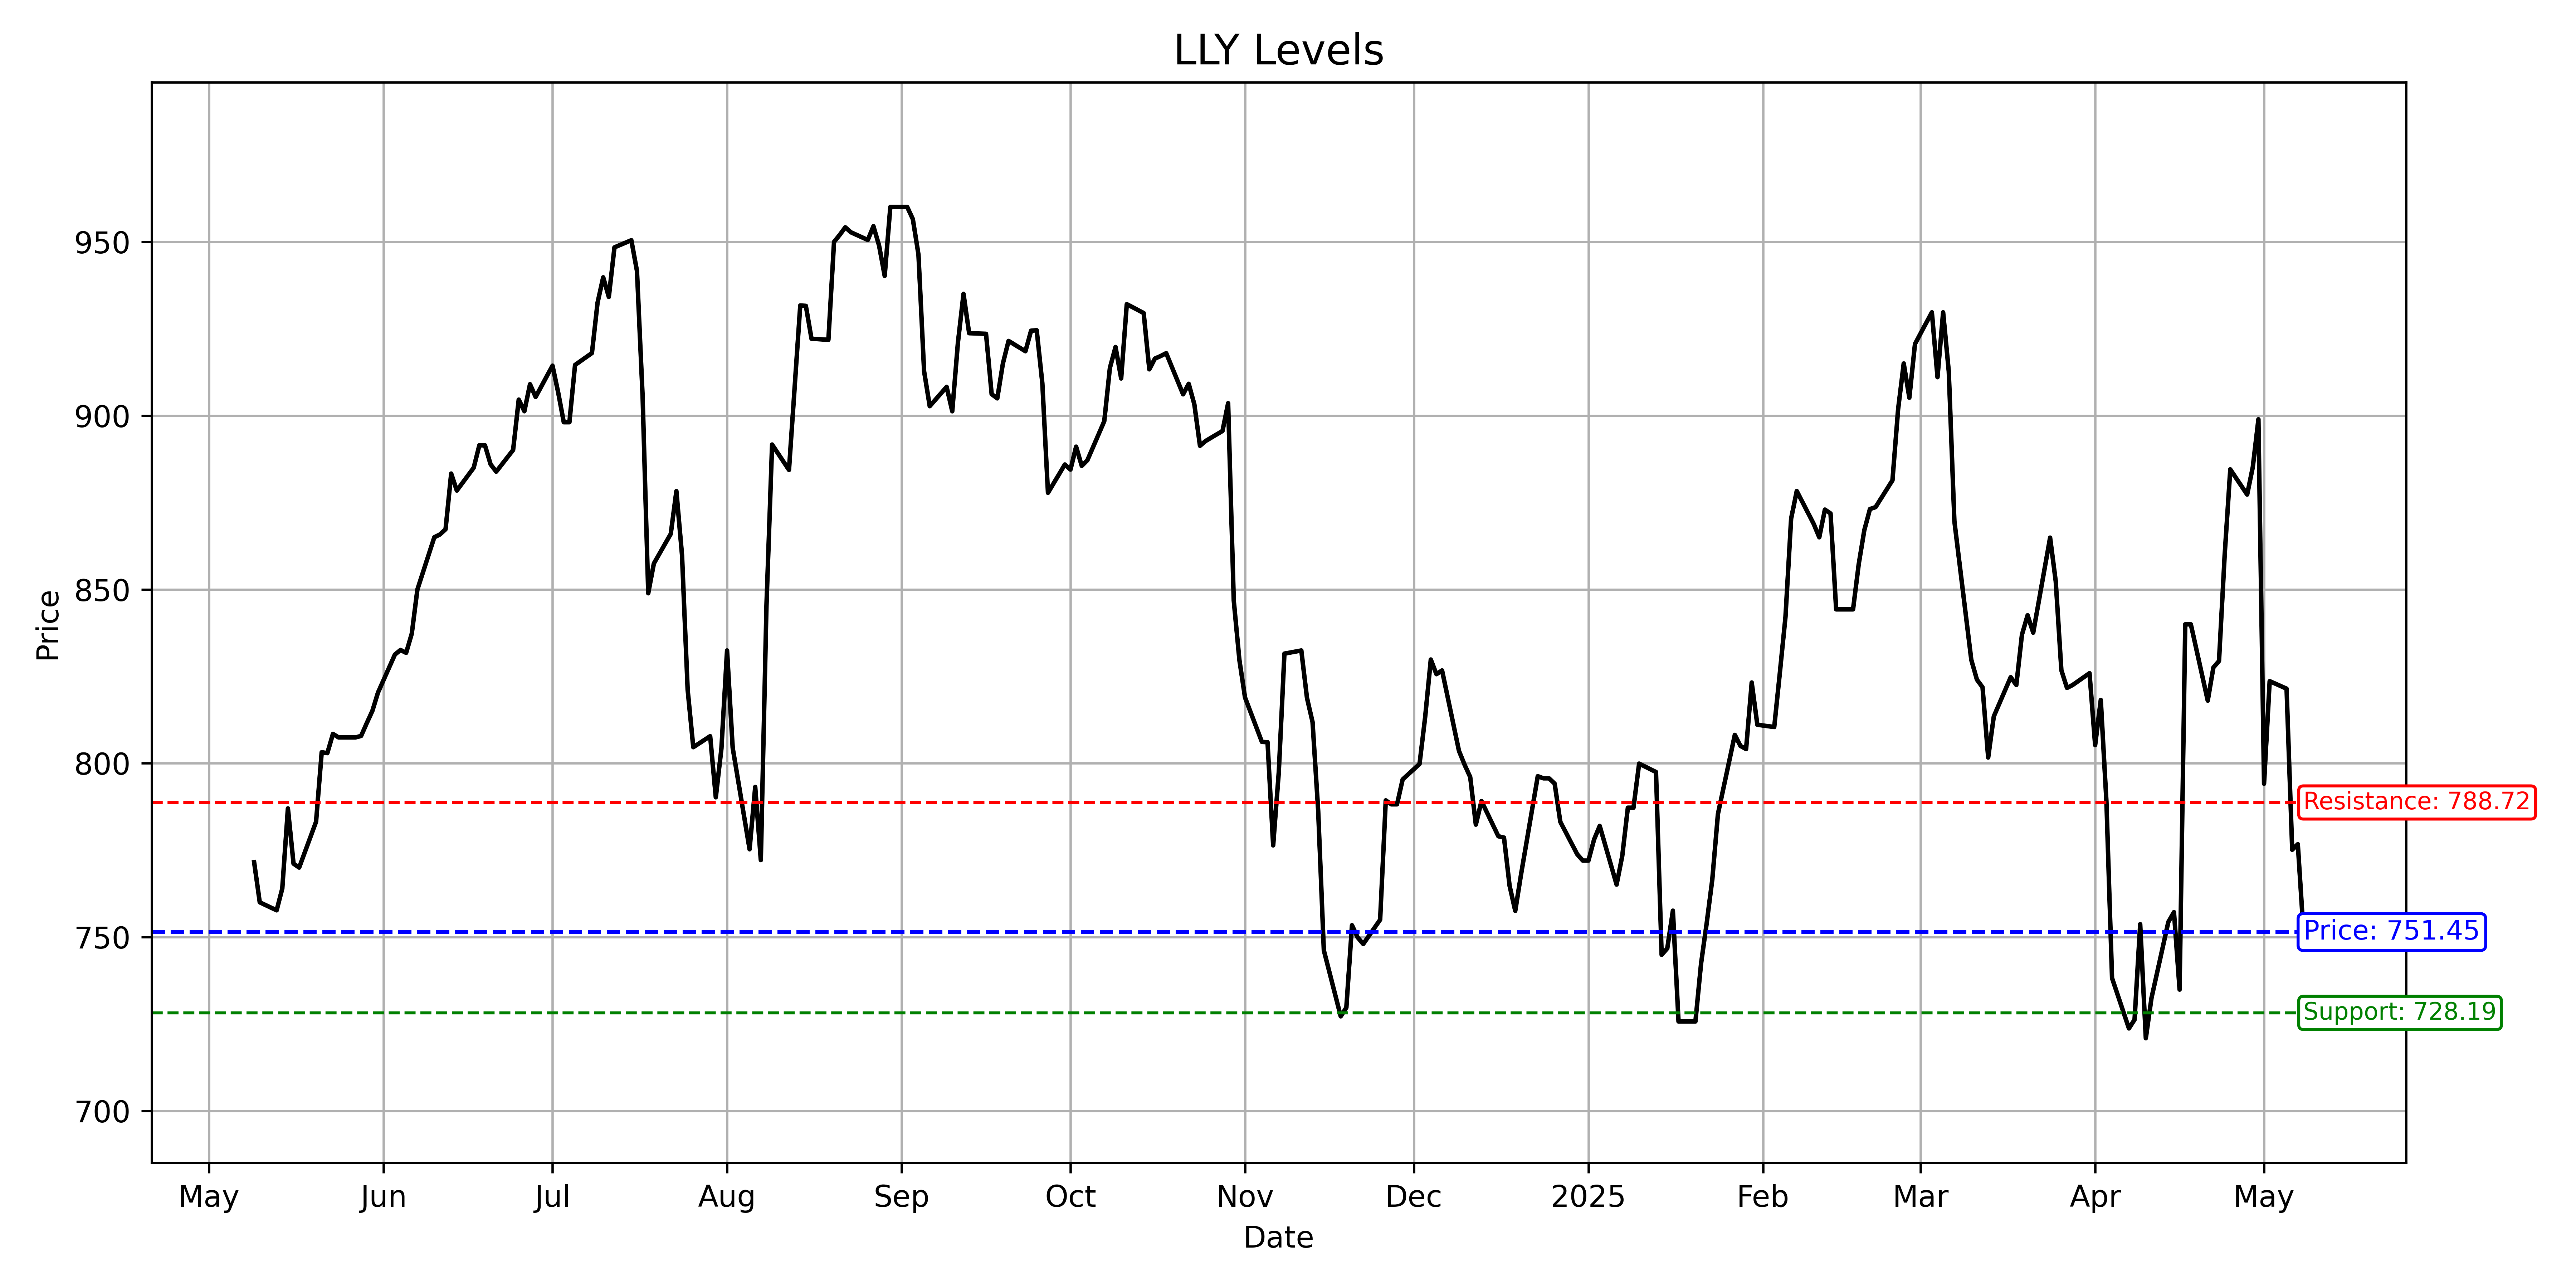 LLY Levels
Price
950
900
850
800
750
700
Resistance: 788.72
Price: 751.45
Support: 728.19
May Jun Jul Aug Sep Oct Nov Dec 2025 Feb Mar Apr May
Date